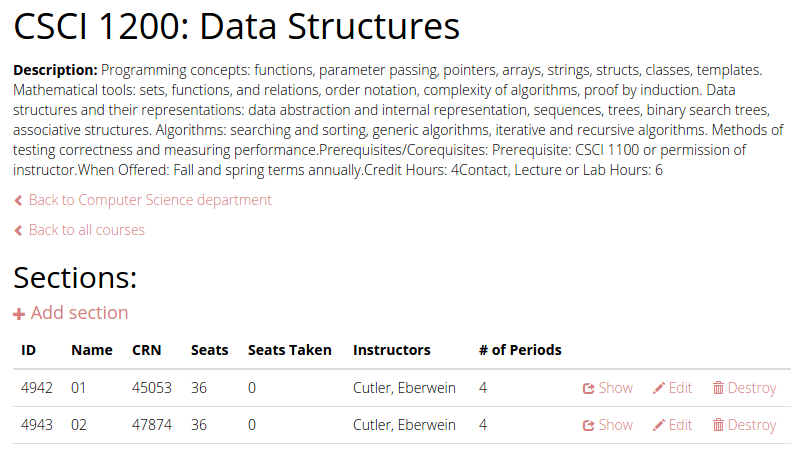 CSCI 1200: Data Structures
Description: Programming concepts: functions, parameter passing, pointers, arrays, strings, structs, classes, templates.
Mathematical tools: sets, functions, and relations, order notation, complexity of algorithms, proof by induction. Data
structures and their representations: data abstraction and internal representation, sequences, trees, binary search trees,
associative structures. Algorithms: searching and sorting, generic algorithms, iterative and recursive algorithms. Methods of
testing correctness and measuring performance.Prerequisites/Corequisites: Prerequisite: CSCI 1100 or permission of
instructor.When Offered: Fall and spring terms annually.Credit Hours: 4Contact, Lecture or Lab Hours: 6
Back to Computer Science department
Back to all courses
Sections:
Add section
ID Name CRN Seats Seats Taken Instructors # of Periods
4942 01 45053 36 0 Cutler, Eberwein 4 Show Edit Destroy
4943 02 47874 36 0 Cutler, Eberwein 4 Show Edit Destroy